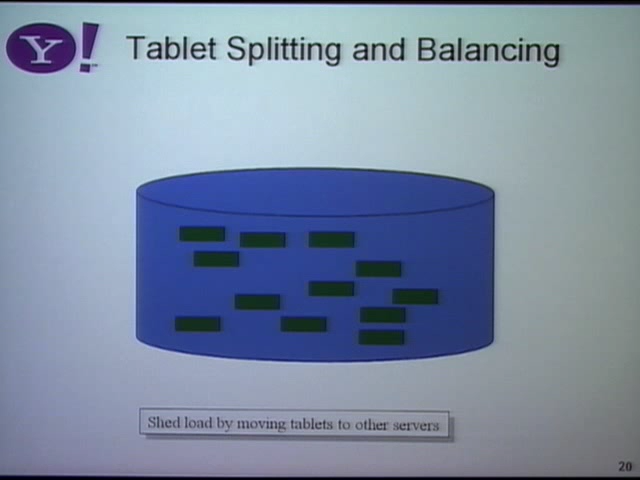 Y!
Tablet Splitting and Balancing
Shed load by moving tablets to other servers
20